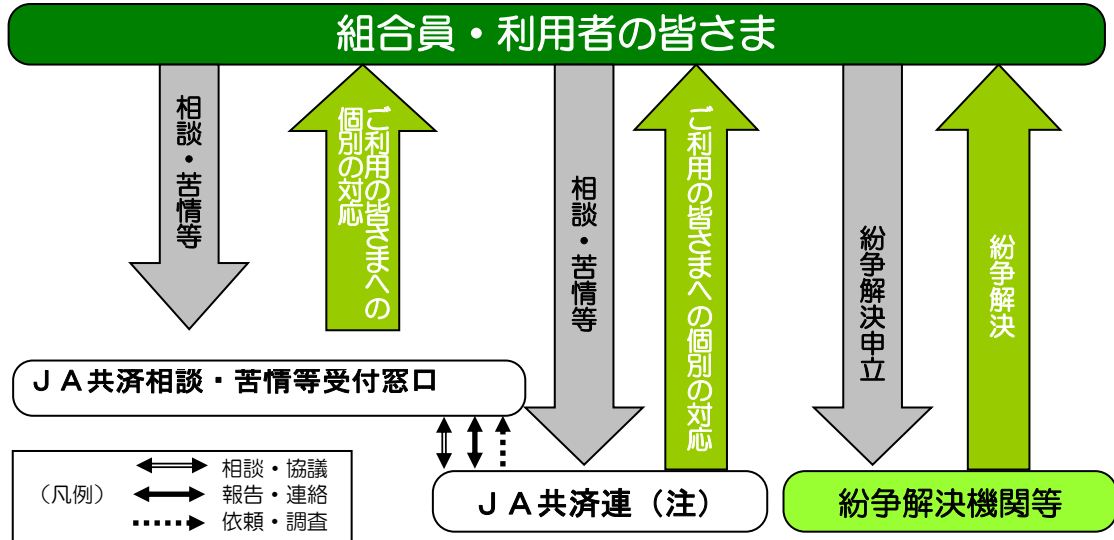 組合員・利用者の皆さま
相談・苦情等
ご利用の皆さまへの
個別の対応
相談・苦情等
ご利用の皆さまへの個別の対応
紛争解決申立
紛争解決
ＪＡ共済相談・苦情等受付窓口
ＪＡ共済連（注）
紛争解決機関等
（凡例）
相談・協議
報告・連絡
依頼・調査